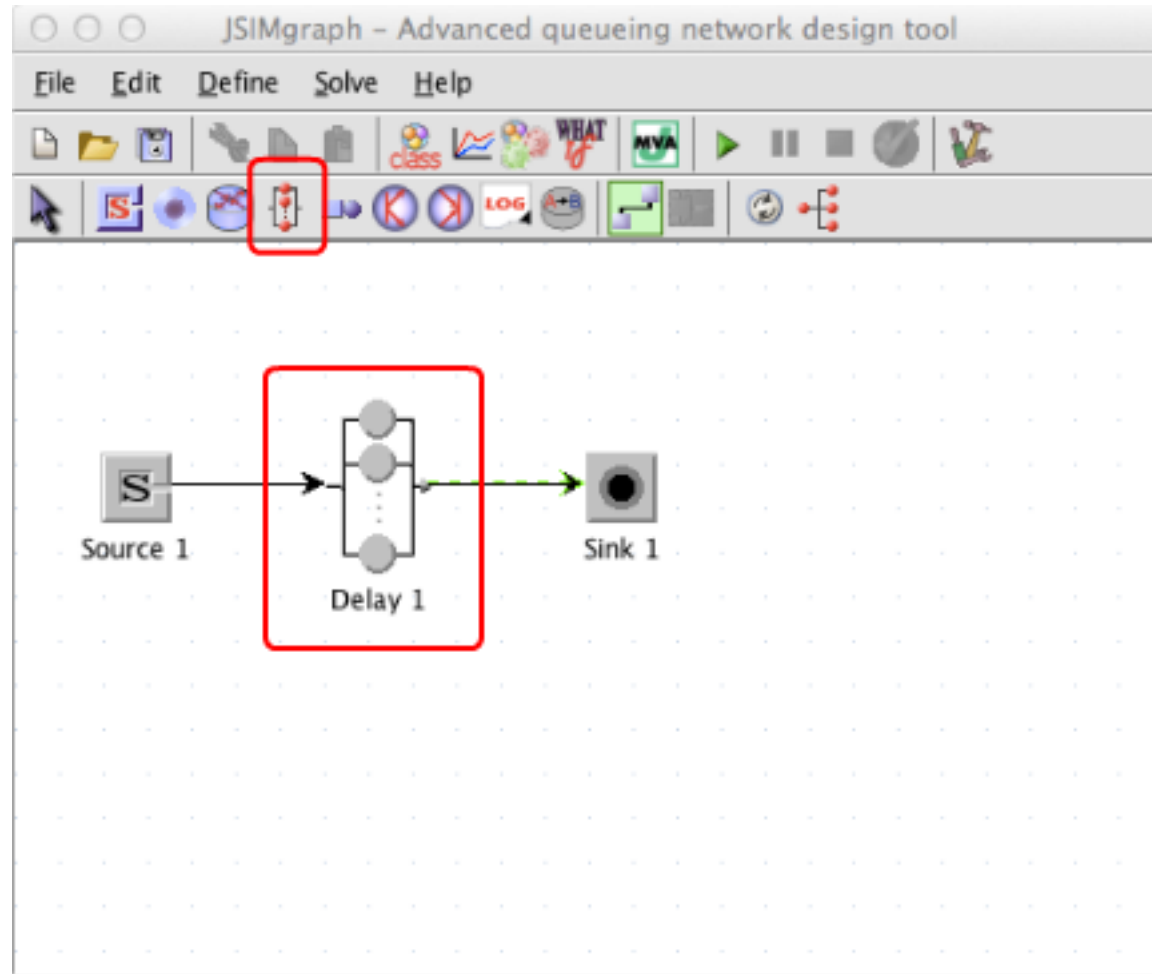 JSIMgraph - Advanced queueing network design tool
File Edit Define Solve Help
class WHAT if MVA
S LOG A→B
S
Source 1
Delay 1
Sink 1